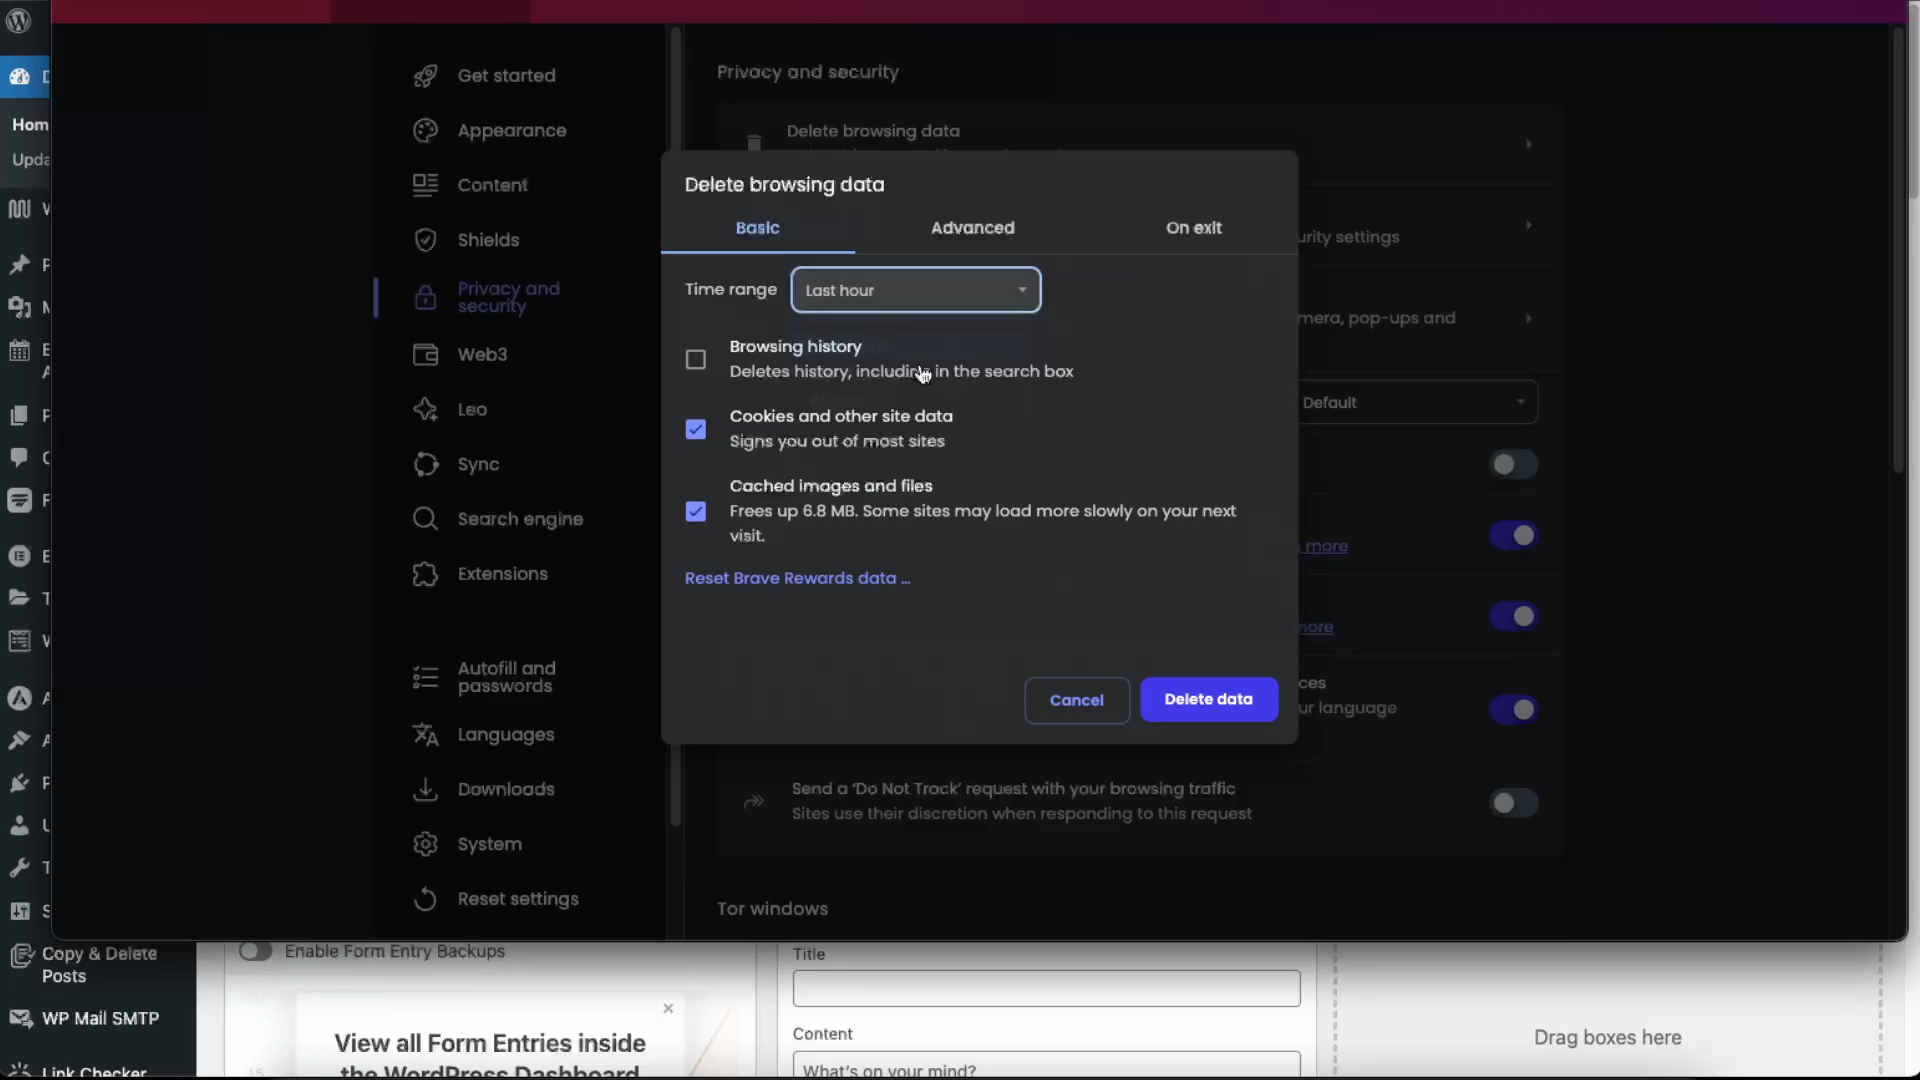 Hom
Upda
Copy & Delete
Posts
WP Mail SMTP
Link Checker
Get started
Appearance
Content
Shields
Privacy and
security
Web3
Leo
Sync
Search engine
Extensions
Autofill and
passwords
Languages
Downloads
System
Reset settings
Privacy and security
Delete browsing data
urity settings
mera, pop-ups and
Default
more
more
ces
ur language
Send a 'Do Not Track' request with your browsing traffic
Sites use their discretion when responding to this request
Tor windows
Delete browsing data
Basic
Advanced
On exit
Time range
Last hour
Browsing history
Deletes history, including in the search box
Cookies and other site data
Signs you out of most sites
Cached images and files
Frees up 6.8 MB. Some sites may load more slowly on your next
visit.
Reset Brave Rewards data ...
Cancel
Delete data
Enable Form Entry Backups
View all Form Entries inside
the WordPress Dashboard
Title
Content
What's on your mind?
Drag boxes here